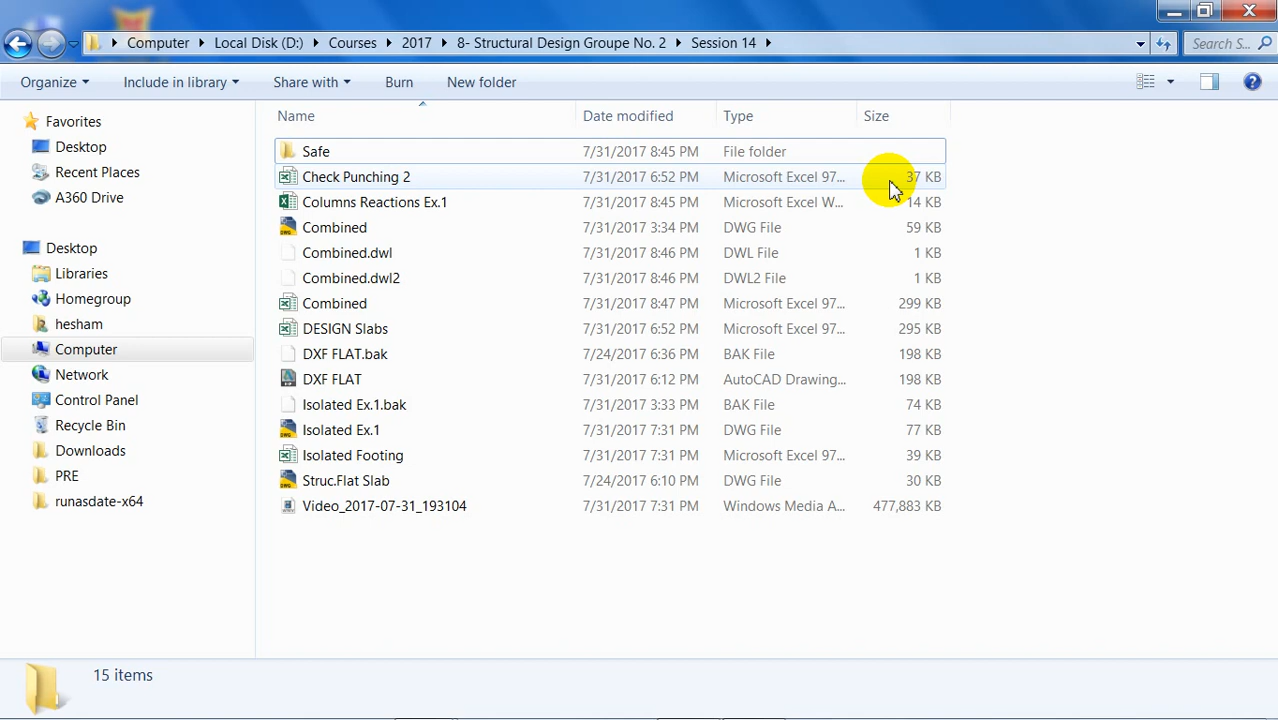 Computer Local Disk (D:) Courses 2017 8- Structural Design Groupe No. 2 Session 14 Search S...
Organize Include in library Share with Burn New folder
Name Date modified Type Size
Favorites
Desktop
Recent Places
A360 Drive
Desktop
Libraries
Homegroup
hesham
Computer
Network
Control Panel
Recycle Bin
Downloads
PRE
runasdate-x64
Safe 7/31/2017 8:45 PM File folder
Check Punching 2 7/31/2017 6:52 PM Microsoft Excel 97... 37 KB
Columns Reactions Ex.1 7/31/2017 8:45 PM Microsoft Excel W... 14 KB
Combined 7/31/2017 3:34 PM DWG File 59 KB
Combined.dwl 7/31/2017 8:46 PM DWL File 1 KB
Combined.dwl2 7/31/2017 8:46 PM DWL2 File 1 KB
Combined 7/31/2017 8:47 PM Microsoft Excel 97... 299 KB
DESIGN Slabs 7/31/2017 6:52 PM Microsoft Excel 97... 295 KB
DXF FLAT.bak 7/24/2017 6:36 PM BAK File 198 KB
DXF FLAT 7/31/2017 6:12 PM AutoCAD Drawing... 198 KB
Isolated Ex.1.bak 7/31/2017 3:33 PM BAK File 74 KB
Isolated Ex.1 7/31/2017 7:31 PM DWG File 77 KB
Isolated Footing 7/31/2017 7:31 PM Microsoft Excel 97... 39 KB
Struc.Flat Slab 7/24/2017 6:10 PM DWG File 30 KB
Video_2017-07-31_193104 7/31/2017 7:31 PM Windows Media A... 477,883 KB
15 items